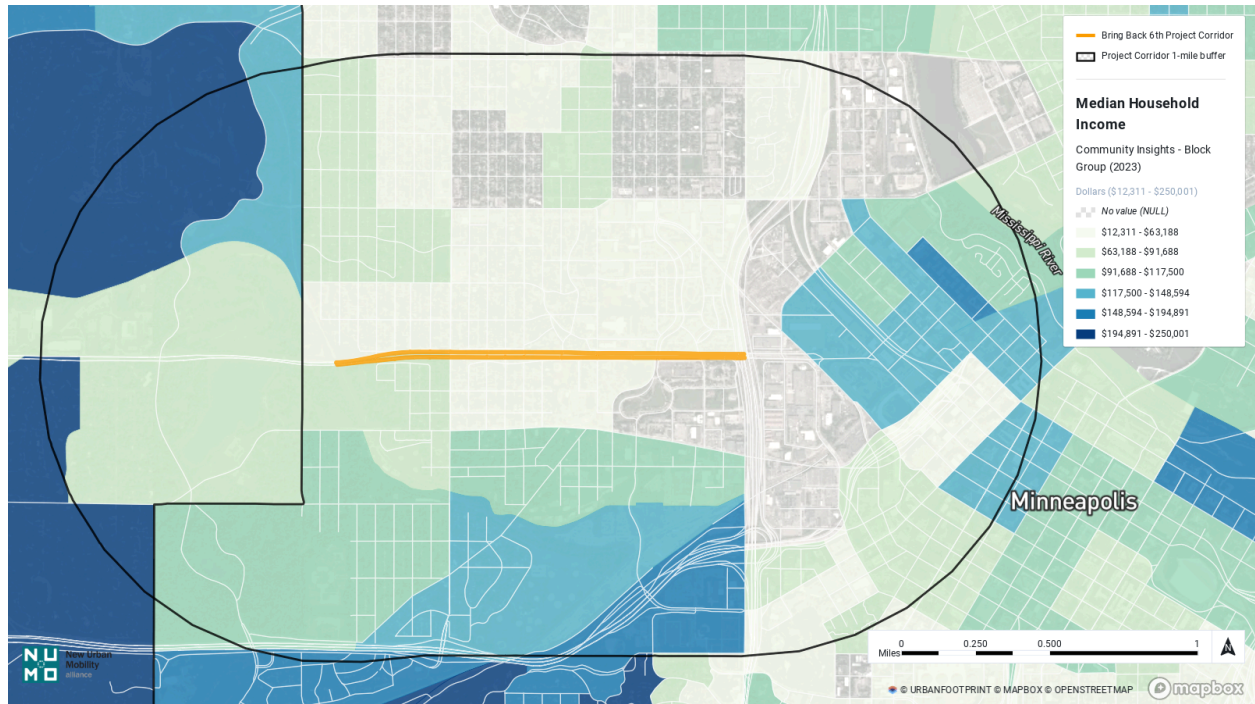 Bring Back 6th Project Corridor
Project Corridor 1-mile buffer
Median Household
Income
Community Insights - Block
Group (2023)
Dollars ($12,311 - $250,001)
No value (NULL)
$12,311 - $63,188
$63,188 - $91,688
$91,688 - $117,500
$117,500 - $148,594
$148,594 - $194,891
$194,891 - $250,001
Mississippi River
Minneapolis
NU
MO
New Urban
Mobility
alliance
0 0.250 0.500 1
Miles
N
© URBANFOOTPRINT © MAPBOX © OPENSTREETMAP
mapbox